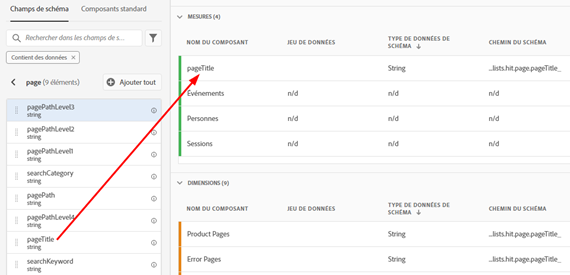 Champs de schéma
Composants standard
Rechercher dans les champs de s...
Contient des données ×
page (9 éléments)
Ajouter tout
pagePathLevel3
string
pagePathLevel2
string
pagePathLevel1
string
searchCategory
string
pagePath
string
pagePathLevel4
string
pageTitle
string
searchKeyword
string
MESURES (4)
NOM DU COMPOSANT
JEU DE DONNÉES
TYPE DE DONNÉES DE
SCHÉMA ↓
CHEMIN DU SCHÉMA
pageTitle
String
...lists.hit.page.pageTitle_
Événements
n/d
n/d
n/d
Personnes
n/d
n/d
n/d
Sessions
n/d
n/d
n/d
DIMENSIONS (9)
NOM DU COMPOSANT
JEU DE DONNÉES
TYPE DE DONNÉES DE
SCHÉMA ↓
CHEMIN DU SCHÉMA
Product Pages
String
...lists.hit.page.pageTitle_
Error Pages
String
...lists.hit.page.pageTitle_